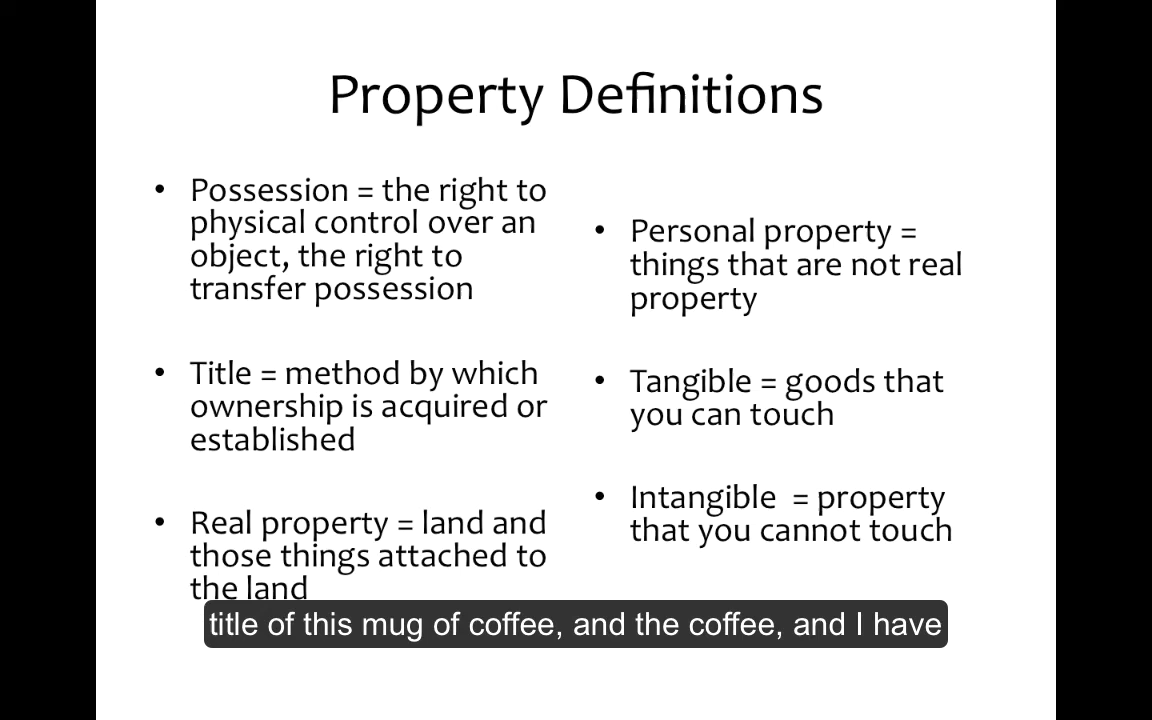 Property Definitions
• Possession = the right to
physical control over an
object, the right to
transfer possession
• Title = method by which
ownership is acquired or
established
• Real property = land and
those things attached to
the land
• Personal property =
things that are not real
property
• Tangible = goods that
you can touch
• Intangible = property
that you cannot touch
title of this mug of coffee, and the coffee, and I have